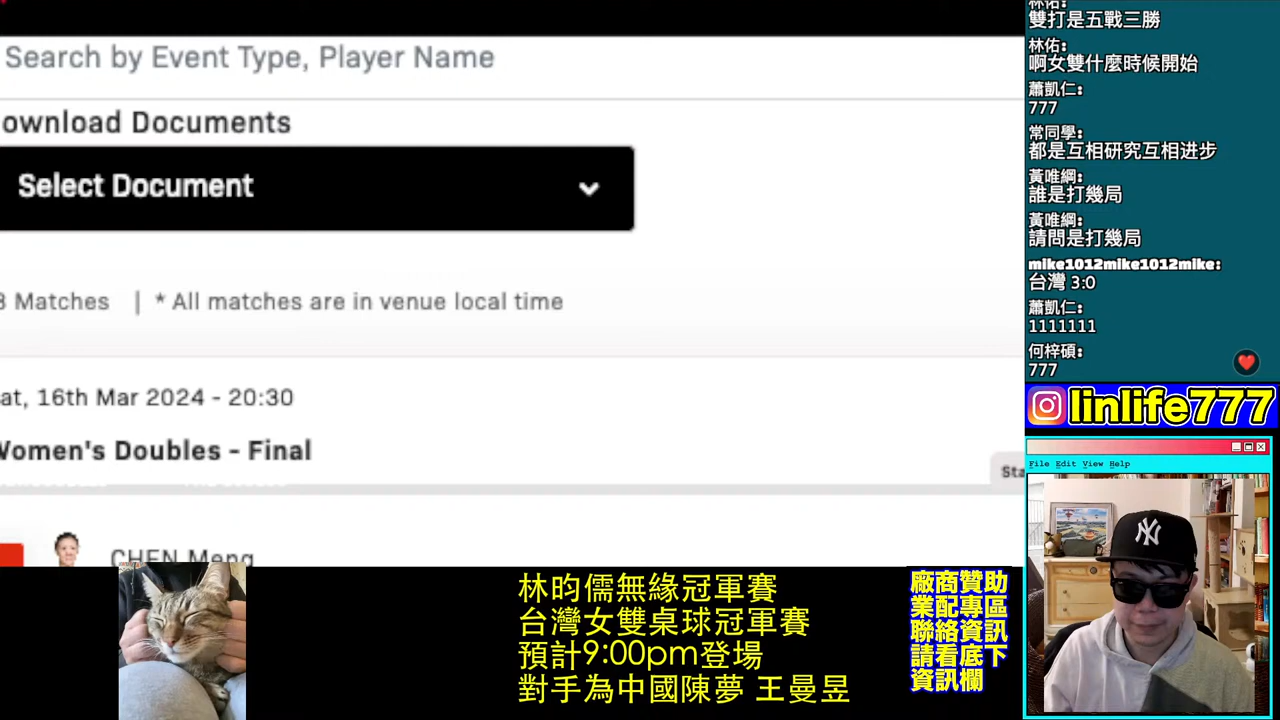 Search by Event Type, Player Name
ownload Documents
Select Document
Matches | * All matches are in venue local time
at, 16th Mar 2024 - 20:30
Women's Doubles - Final
Sta
CHEN Meng
林佑:
雙打是五戰三勝
林佑:
啊女雙什麼時候開始
蕭凱仁:
777
常同學:
都是互相研究互相进步
黃唯綱:
誰是打幾局
黃唯綱:
請問是打幾局
mike1012mike1012mike:
台灣 3:0
蕭凱仁:
1111111
何梓碩:
777
linlife777
File Edit View Help
NY
林昀儒無緣冠軍賽
台灣女雙桌球冠軍賽
預計9:00pm登場
對手為中國陳夢 王曼昱
廠商贊助
業配專區
聯絡資訊
請看底下
資訊欄